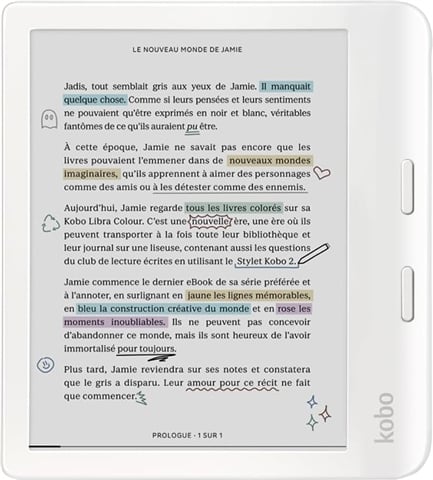 LE NOUVEAU MONDE DE JAMIE
Jadis, tout semblait gris aux yeux de Jamie. Il manquait
quelque chose. Comme si leurs pensées et leurs sentiments
ne pouvaient qu'être exprimés en noir et blanc, véritables
fantômes de ce qu'ils auraient pu être.
À cette époque, Jamie ne savait pas encore que les
livres pouvaient l'emmener dans de nouveaux mondes
imaginaires, qu'ils apprennent à aimer des personnages
comme des amis ou à les détester comme des ennemis.
Aujourd'hui, Jamie regarde tous les livres colorés sur sa
Kobo Libra Colour. C'est une nouvelle ère, une ère où ils
peuvent transporter à la fois toute leur bibliothèque et
leur journal sur une liseuse, contenant aussi les questions
du club de lecture écrites en utilisant le Stylet Kobo 2.
Jamie commence le dernier eBook de sa série préférée et
à l'annoter, en surlignant en jaune les lignes mémorables,
en bleu la construction créative du monde et en rose les
moments inoubliables. Ils ne peuvent pas concevoir
d'abandonner ce monde, mais ils sont heureux de l'avoir
immortalisé pour toujours.
Plus tard, Jamie reviendra sur ses notes et constatera
que le gris a disparu. Leur amour pour ce récit ne fait
que commencer.
PROLOGUE - 1 SUR 1
kobo